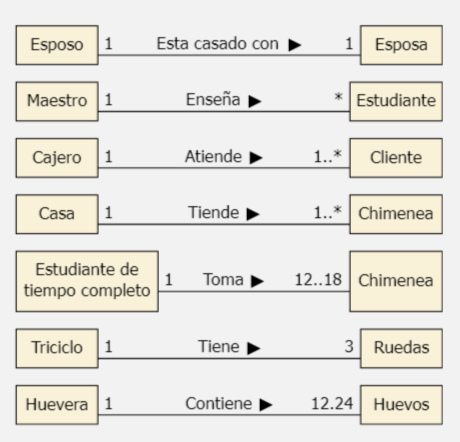 Esposo 1 Esta casado con ▶ 1 Esposa
Maestro 1 Enseña ▶ * Estudiante
Cajero 1 Atiende ▶ 1..* Cliente
Casa 1 Tiende ▶ 1..* Chimenea
Estudiante de
tiempo completo 1 Toma ▶ 12..18 Chimenea
Triciclo 1 Tiene ▶ 3 Ruedas
Huevera 1 Contiene ▶ 12.24 Huevos